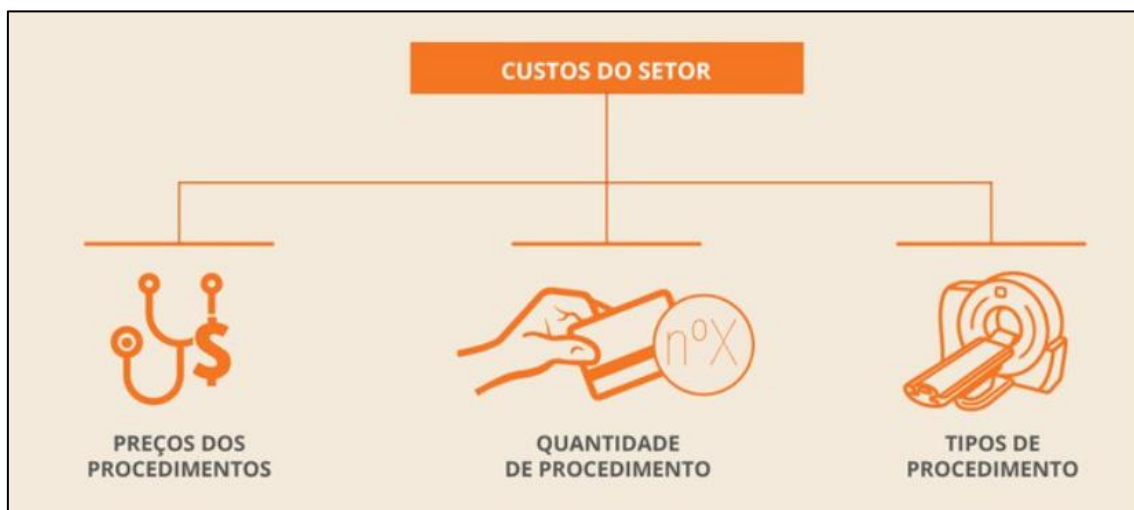 CUSTOS DO SETOR
$
nºX
PREÇOS DOS
PROCEDIMENTOS
QUANTIDADE
DE PROCEDIMENTO
TIPOS DE
PROCEDIMENTO